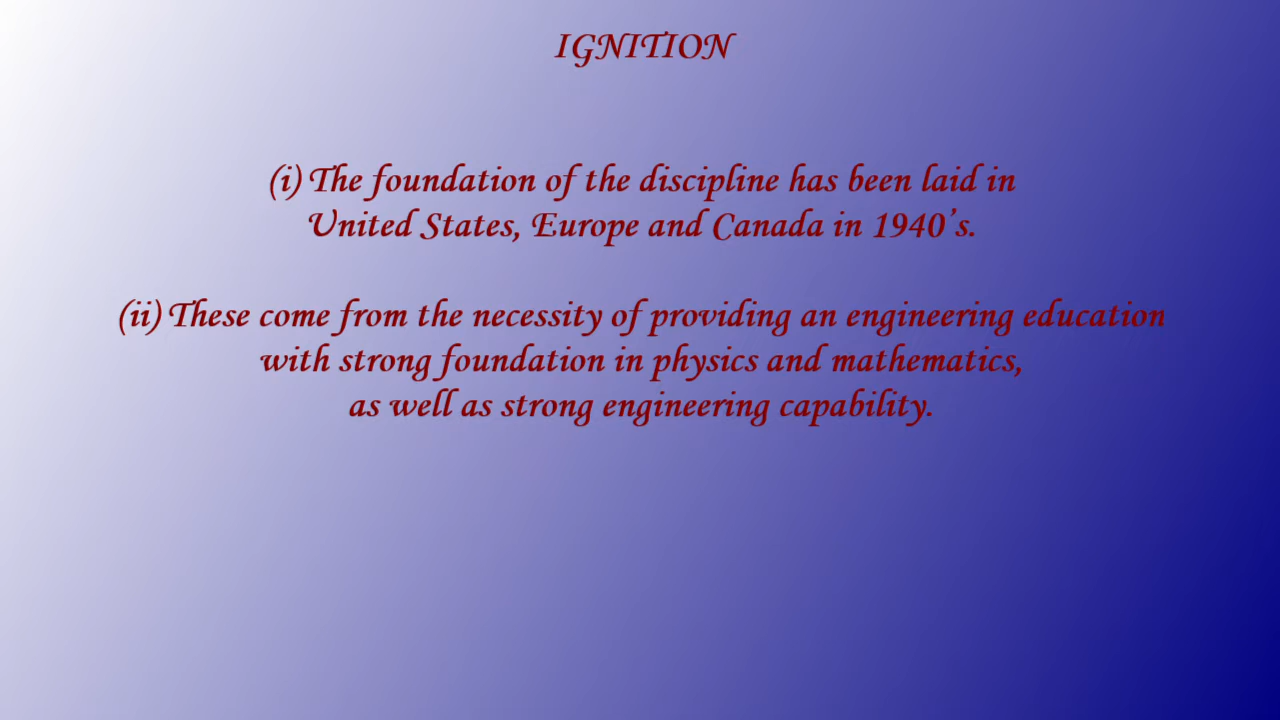 IGNITION
(i) The foundation of the discipline has been laid in
United States, Europe and Canada in 1940’s.
(ii) These come from the necessity of providing an engineering education
with strong foundation in physics and mathematics,
as well as strong engineering capability.